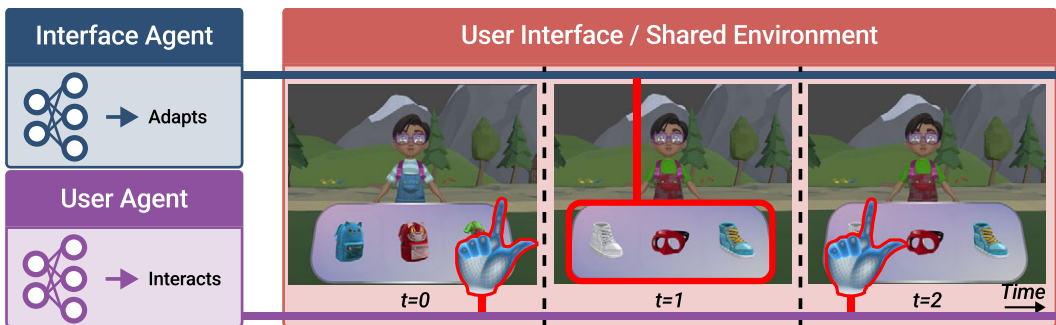 Interface Agent
Adapts
User Agent
Interacts
User Interface / Shared Environment
t=0
t=1
t=2
Time